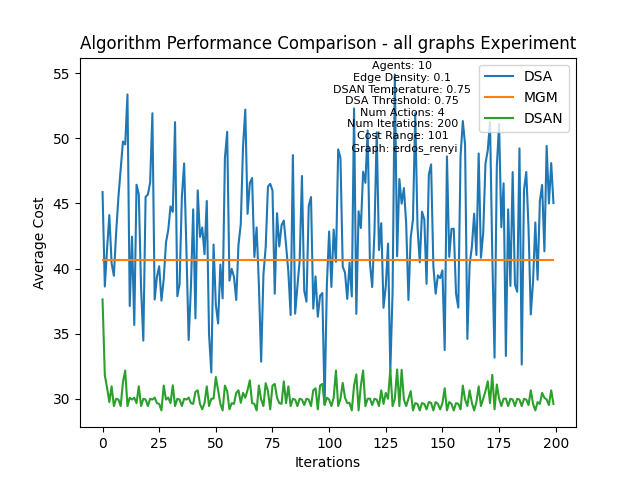 Algorithm Performance Comparison - all graphs Experiment
Agents: 10
Edge Density: 0.1
DSAN Temperature: 0.75
DSA Threshold: 0.75
Num Actions: 4
Num Iterations: 200
Cost Range: 101
Graph: erdos_renyi
DSA
MGM
DSAN
Average Cost
55
50
45
40
35
30
0 25 50 75 100 125 150 175 200
Iterations